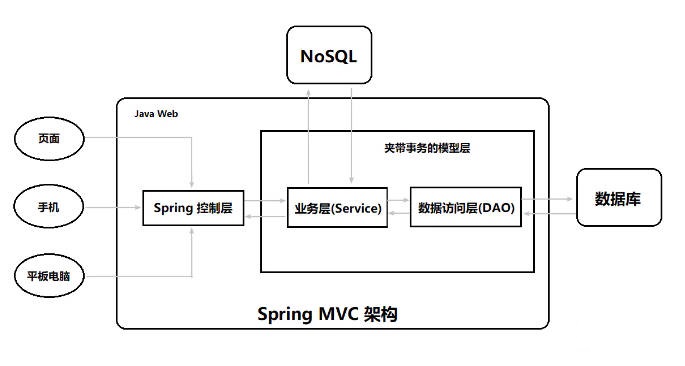 NoSQL
Java Web
页面
夹带事务的模型层
手机
Spring 控制层
业务层(Service)
数据访问层(DAO)
数据库
平板电脑
Spring MVC 架构